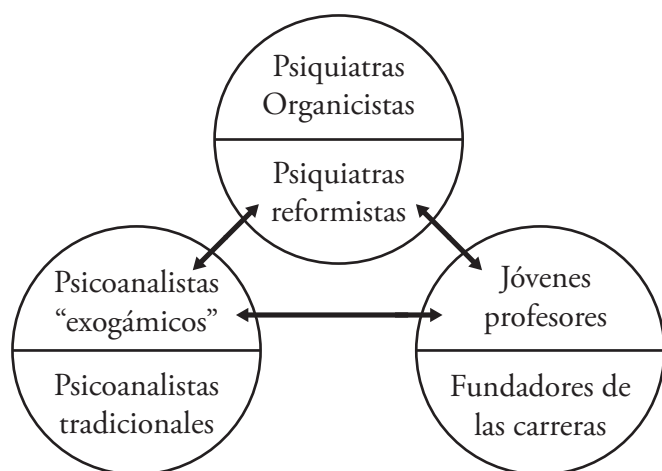 Psiquiatras
Organicistas
Psiquiatras
reformistas
Psicoanalistas
“exogámicos”
Psicoanalistas
tradicionales
Jóvenes
profesores
Fundadores de
las carreras